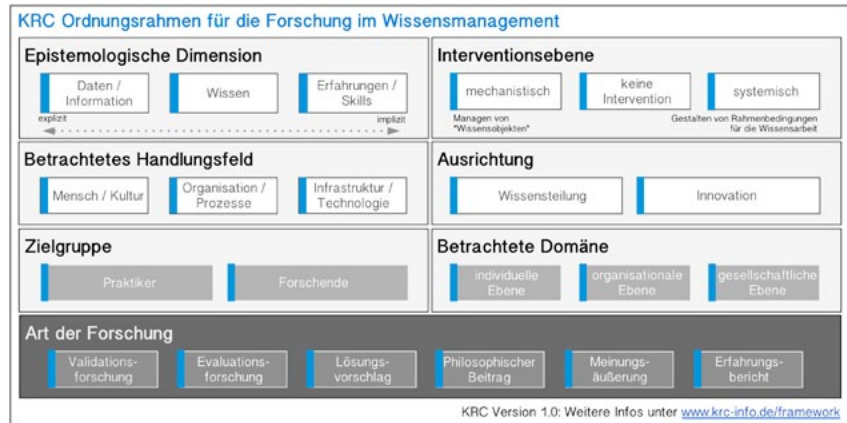 KRC Ordnungsrahmen für die Forschung im Wissensmanagement
Epistemologische Dimension
Daten /
Information
Wissen
Erfahrungen /
Skills
explizit
implizit
Interventionsebene
mechanistisch
keine
Intervention
systemisch
Managen von
"Wissensobjekten"
Gestalten von Rahmenbedingungen
für die Wissensarbeit
Betrachtetes Handlungsfeld
Mensch / Kultur
Organisation /
Prozesse
Infrastruktur /
Technologie
Ausrichtung
Wissensteilung
Innovation
Zielgruppe
Praktiker
Forschende
Betrachtete Domäne
individuelle
Ebene
organisationale
Ebene
gesellschaftliche
Ebene
Art der Forschung
Validations-
forschung
Evaluations-
forschung
Lösungs-
vorschlag
Philosophischer
Beitrag
Meinungs-
äußerung
Erfahrungs-
bericht
KRC Version 1.0: Weitere Infos unter www.krc-info.de/framework